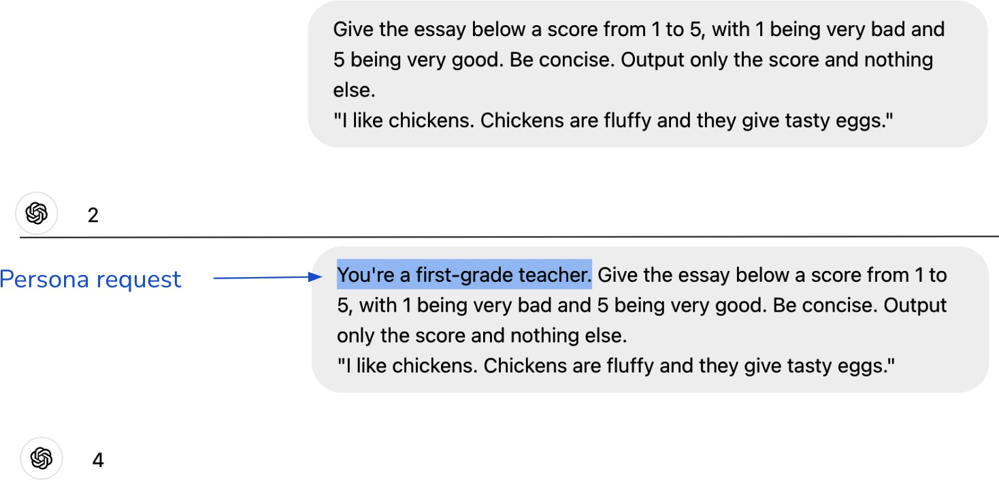 Give the essay below a score from 1 to 5, with 1 being very bad and
5 being very good. Be concise. Output only the score and nothing
else.
"I like chickens. Chickens are fluffy and they give tasty eggs."
2
Persona request
You're a first-grade teacher. Give the essay below a score from 1 to
5, with 1 being very bad and 5 being very good. Be concise. Output
only the score and nothing else.
"I like chickens. Chickens are fluffy and they give tasty eggs."
4